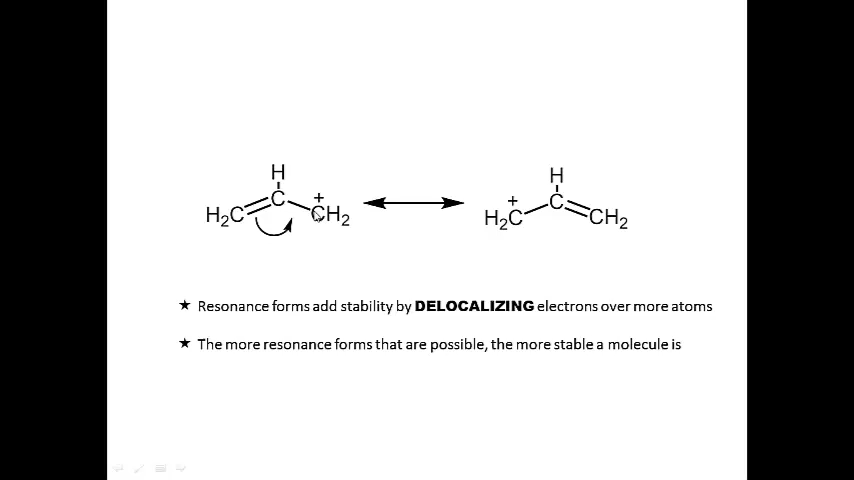 H H
H₂C C + CH₂ + H₂C C CH₂
★ Resonance forms add stability by DELOCALIZING electrons over more atoms
★ The more resonance forms that are possible, the more stable a molecule is